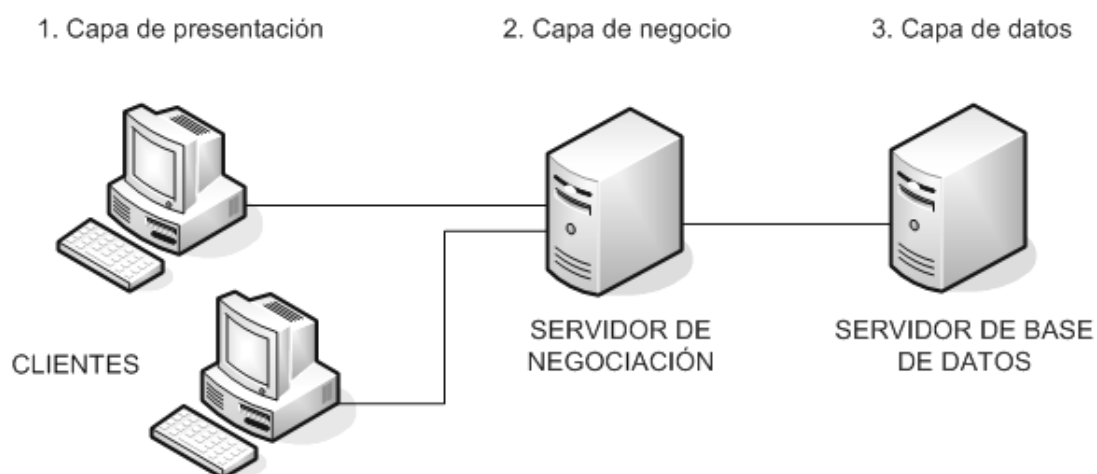 1. Capa de presentación
2. Capa de negocio
3. Capa de datos
CLIENTES
SERVIDOR DE
NEGOCIACIÓN
SERVIDOR DE BASE
DE DATOS